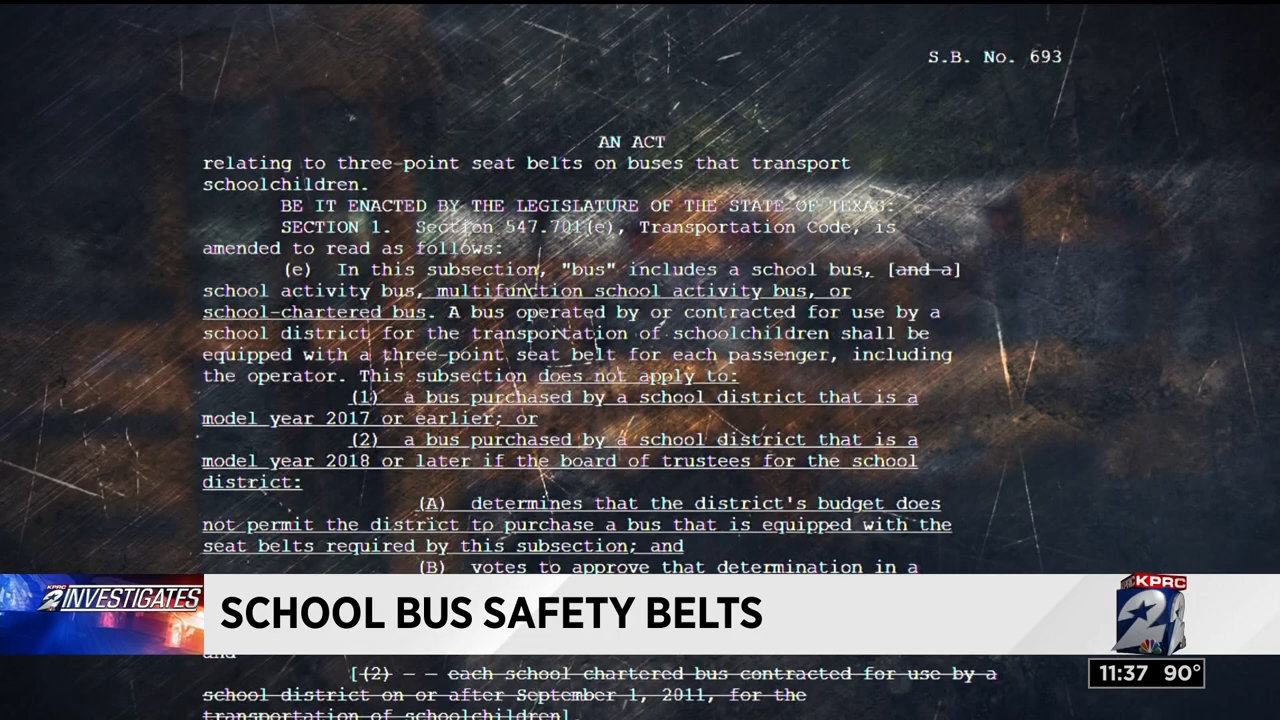 S.B. No. 693
AN ACT
relating to three-point seat belts on buses that transport
schoolchildren.
BE IT ENACTED BY THE LEGISLATURE OF THE STATE OF TEXAS:
SECTION 1. Section 547.701(e), Transportation Code, is
amended to read as follows:
(e) In this subsection, "bus" includes a school bus, [and a]
school activity bus, multifunction school activity bus, or
school-chartered bus. A bus operated by or contracted for use by a
school district for the transportation of schoolchildren shall be
equipped with a three-point seat belt for each passenger, including
the operator. This subsection does not apply to:
(1) a bus purchased by a school district that is a
model year 2017 or earlier; or
(2) a bus purchased by a school district that is a
model year 2018 or later if the board of trustees for the school
district:
(A) determines that the district's budget does
not permit the district to purchase a bus that is equipped with the
seat belts required by this subsection; and
(B) votes to approve that determination in a
KPRC
2 INVESTIGATES
SCHOOL BUS SAFETY BELTS
KPRC
2
and
[(2) - - each school chartered bus contracted for use by a
school district on or after September 1, 2011, for the
transportation of schoolchildren].
11:37 90°